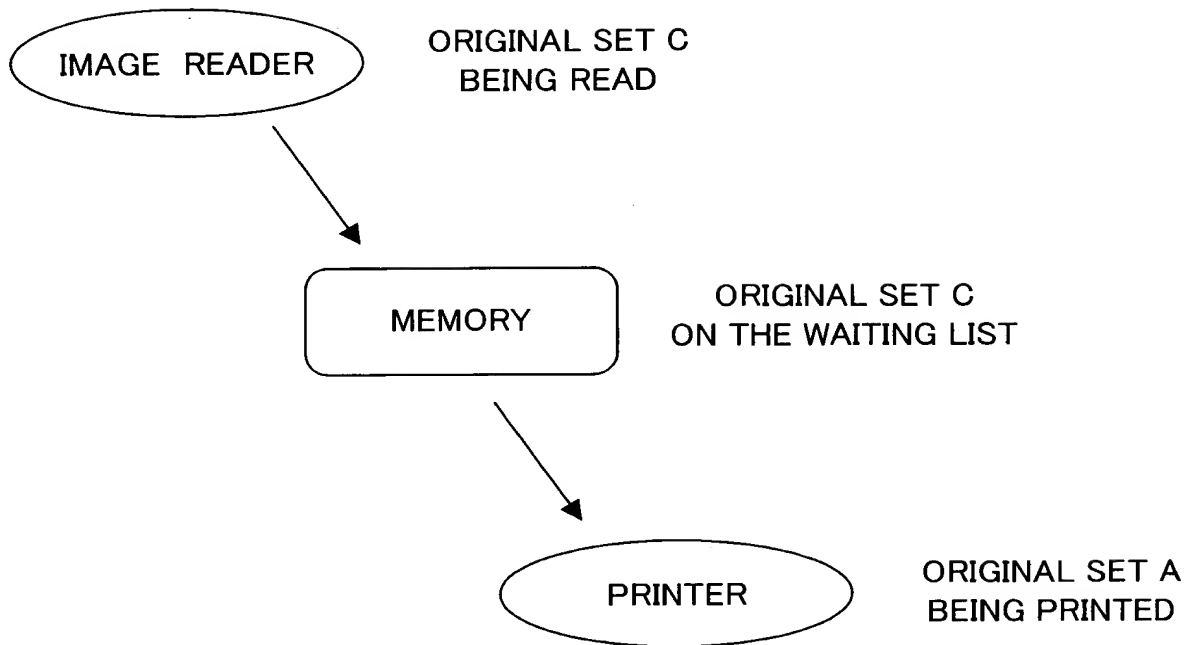 IMAGE READER
ORIGINAL SET C
BEING READ
MEMORY
ORIGINAL SET C
ON THE WAITING LIST
PRINTER
ORIGINAL SET A
BEING PRINTED